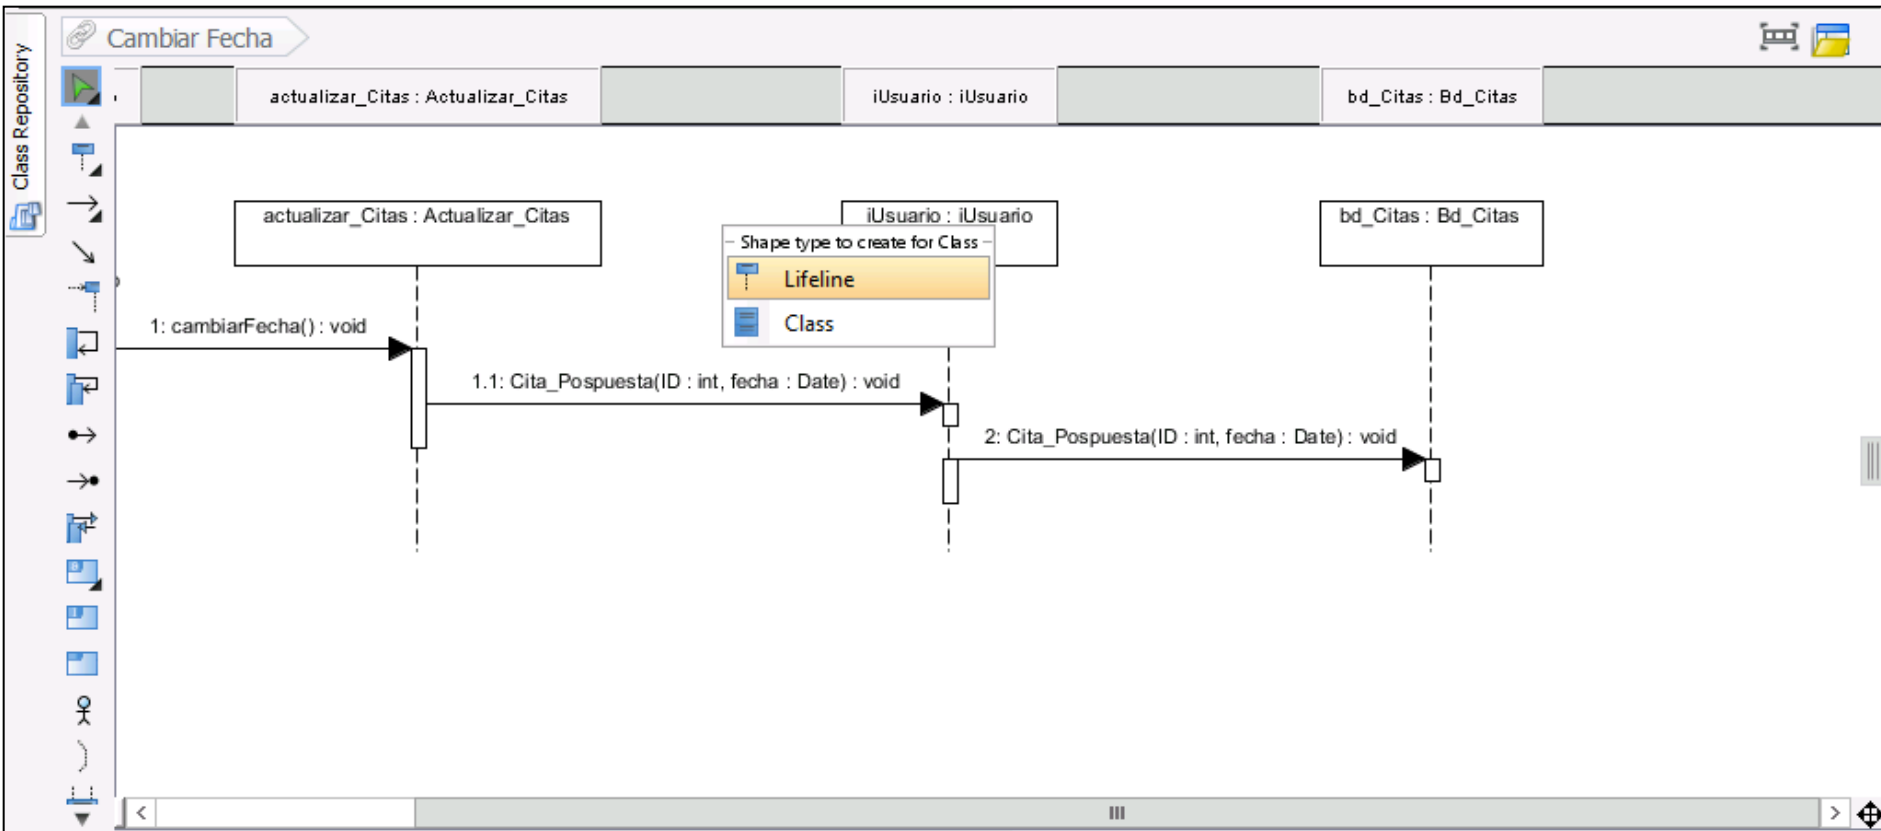 Class Repository
Cambiar Fecha
actualizar_Citas : Actualizar_Citas
iUsuario : iUsuario
bd_Citas : Bd_Citas
actualizar_Citas : Actualizar_Citas
iUsuario : iUsuario
bd_Citas : Bd_Citas
Shape type to create for Class
Lifeline
Class
1: cambiarFecha() : void
1.1: Cita_Pospuesta(ID : int, fecha : Date) : void
2: Cita_Pospuesta(ID : int, fecha : Date) : void